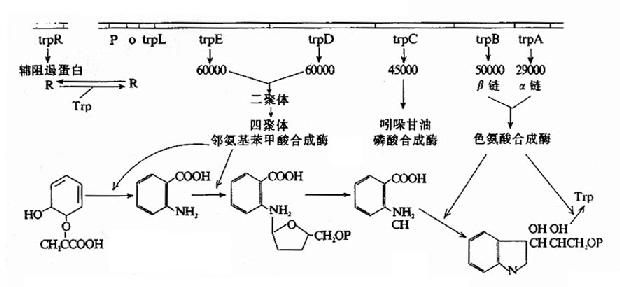 trpR P o trpL trpE trpD trpC trpB trpA
辅阻遏蛋白 60000 60000 45000 50000 29000
R R β链 α链
Trp
二聚体
四聚体 吲哚甘油
邻氨基苯甲酸合成酶 磷酸合成酶 色氨酸合成酶
COOH COOH COOH
HO NH₂ NH₂ NH₂ Trp
O CH OH OH
CH₂COOOH O CH₂OP CHCHCH₂OP
N